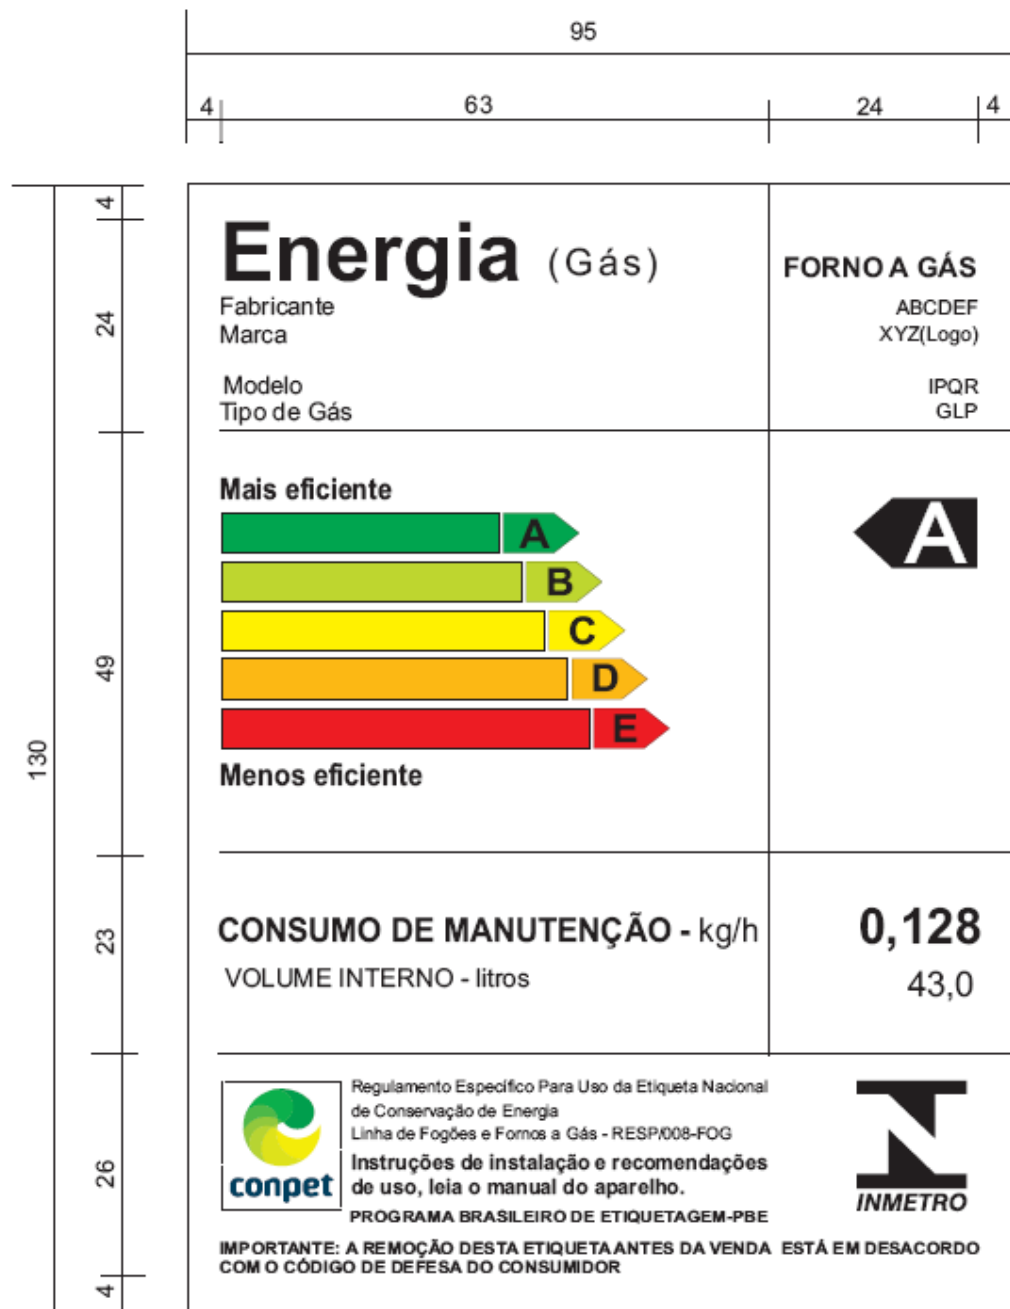 95
4 63 24 4
4
Energia (Gás)
FORNO A GÁS
Fabricante ABCDEF
24
Marca XYZ(Logo)
Modelo IPQR
Tipo de Gás GLP
Mais eficiente
A A
B
C
49
D
E
130
Menos eficiente
23
CONSUMO DE MANUTENÇÃO - kg/h 0,128
VOLUME INTERNO - litros 43,0
26
conpet
Regulamento Específico Para Uso da Etiqueta Nacional
de Conservação de Energia
Linha de Fogões e Fornos a Gás - RESP/008-FOG
Instruções de instalação e recomendações
de uso, leia o manual do aparelho.
PROGRAMA BRASILEIRO DE ETIQUETAGEM-PBE
INMETRO
IMPORTANTE: A REMOÇÃO DESTA ETIQUETA ANTES DA VENDA ESTÁ EM DESACORDO
COM O CÓDIGO DE DEFESA DO CONSUMIDOR
4